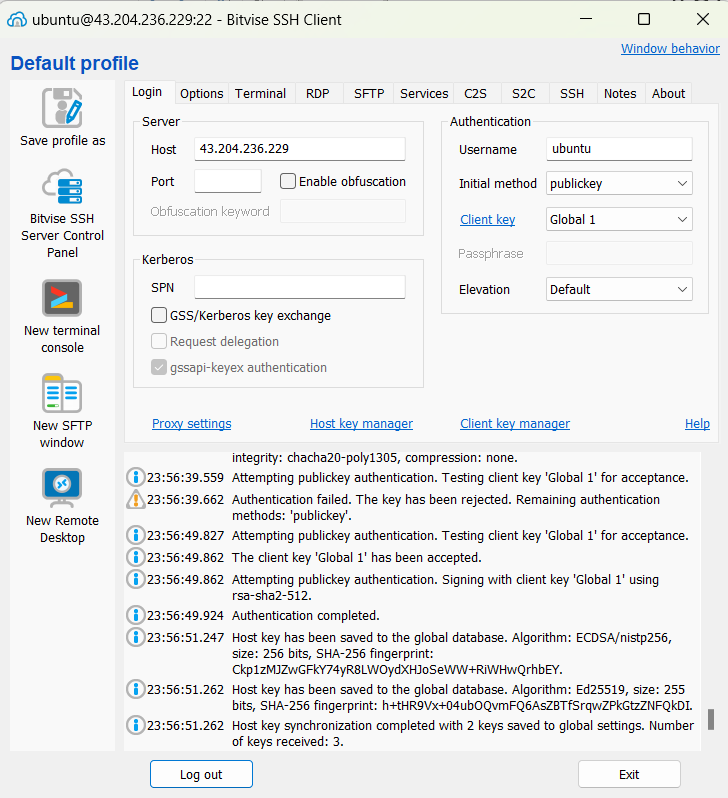 ubuntu@43.204.236.229:22 - Bitvise SSH Client
Window behavior
Default profile
Save profile as
Bitvise SSH
Server Control
Panel
New terminal
console
New SFTP
window
New Remote
Desktop
Login Options Terminal RDP SFTP Services C2S S2C SSH Notes About
Server
Host 43.204.236.229
Port Enable obfuscation
Obfuscation keyword
Kerberos
SPN
GSS/Kerberos key exchange
Request delegation
gssapi-keyex authentication
Authentication
Username ubuntu
Initial method publickey
Client key Global 1
Passphrase
Elevation Default
Proxy settings Host key manager Client key manager Help
integrity: chacha20-poly1305, compression: none.
23:56:39.559 Attempting publickey authentication. Testing client key 'Global 1' for acceptance.
23:56:39.662 Authentication failed. The key has been rejected. Remaining authentication
methods: 'publickey'.
23:56:49.827 Attempting publickey authentication. Testing client key 'Global 1' for acceptance.
23:56:49.862 The client key 'Global 1' has been accepted.
23:56:49.862 Attempting publickey authentication. Signing with client key 'Global 1' using
rsa-sha2-512.
23:56:49.924 Authentication completed.
23:56:51.247 Host key has been saved to the global database. Algorithm: ECDSA/nistp256,
size: 256 bits, SHA-256 fingerprint:
Ckp1zMJZwGFkY74yR8LWOydXHJoSeWW+RiWHwQrhbEY.
23:56:51.262 Host key has been saved to the global database. Algorithm: Ed25519, size: 255
bits, SHA-256 fingerprint: h+tHR9Vx+04ubOQvmFQ6AsZBTfSrqwZPkGtzZNFQkDI.
23:56:51.262 Host key synchronization completed with 2 keys saved to global settings. Number
of keys received: 3.
Log out Exit